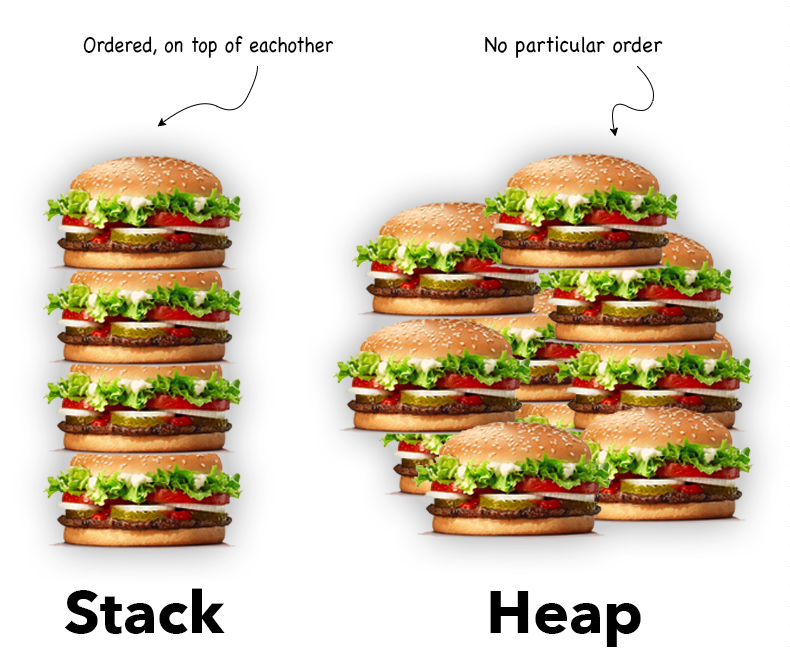 Ordered, on top of eachother
No particular order
Stack
Heap